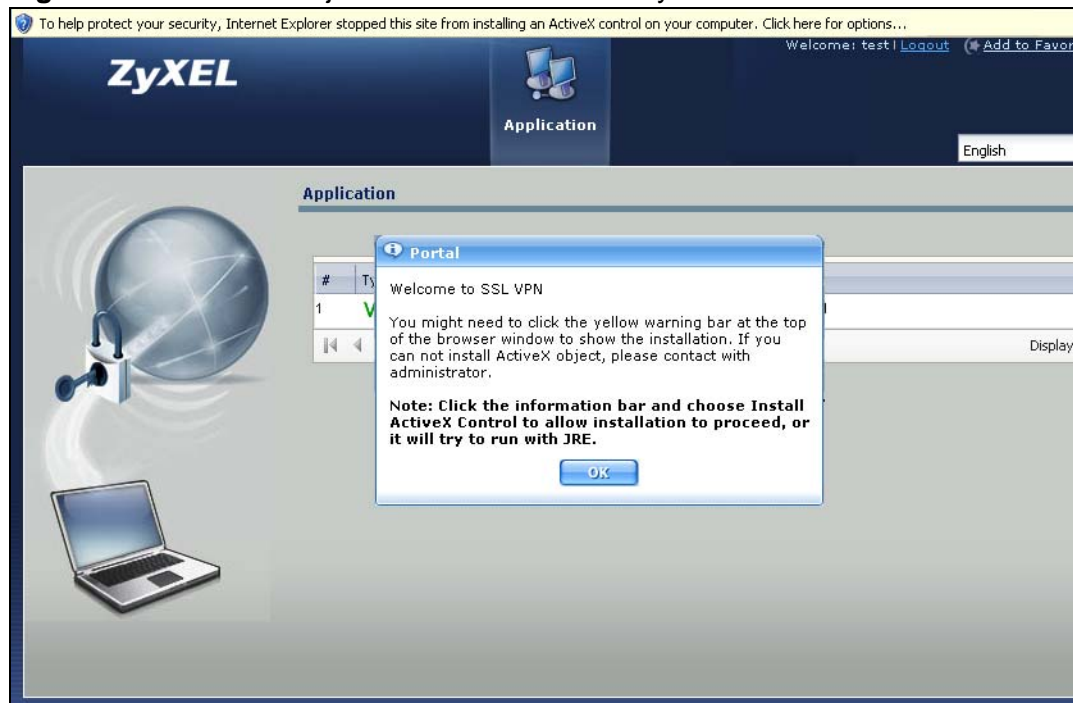 To help protect your security, Internet Explorer stopped this site from installing an ActiveX control on your computer. Click here for options...
Welcome: test | Logout Add to Favor
ZyXEL
Application
English
Application
Portal
# Ty
Welcome to SSL VPN
1 V
You might need to click the yellow warning bar at the top
of the browser window to show the installation. If you
can not install ActiveX object, please contact with
administrator.
Display
Note: Click the information bar and choose Install
ActiveX Control to allow installation to proceed, or
it will try to run with JRE.
OK